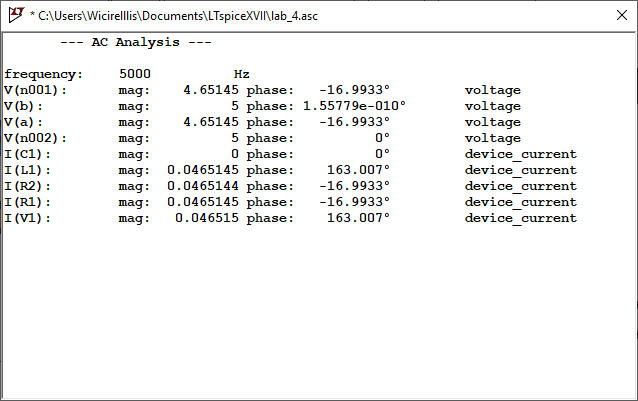 LT * C:\Users\Wicirelllis\Documents\LTspiceXVII\lab_4.asc
--- AC Analysis ---
frequency: 5000 Hz
V(n001): mag: 4.65145 phase: -16.9933° voltage
V(b): mag: 5 phase: 1.55779e-010° voltage
V(a): mag: 4.65145 phase: -16.9933° voltage
V(n002): mag: 5 phase: 0° voltage
I(C1): mag: 0 phase: 0° device_current
I(L1): mag: 0.0465145 phase: 163.007° device_current
I(R2): mag: 0.0465144 phase: -16.9933° device_current
I(R1): mag: 0.0465145 phase: -16.9933° device_current
I(V1): mag: 0.046515 phase: 163.007° device_current